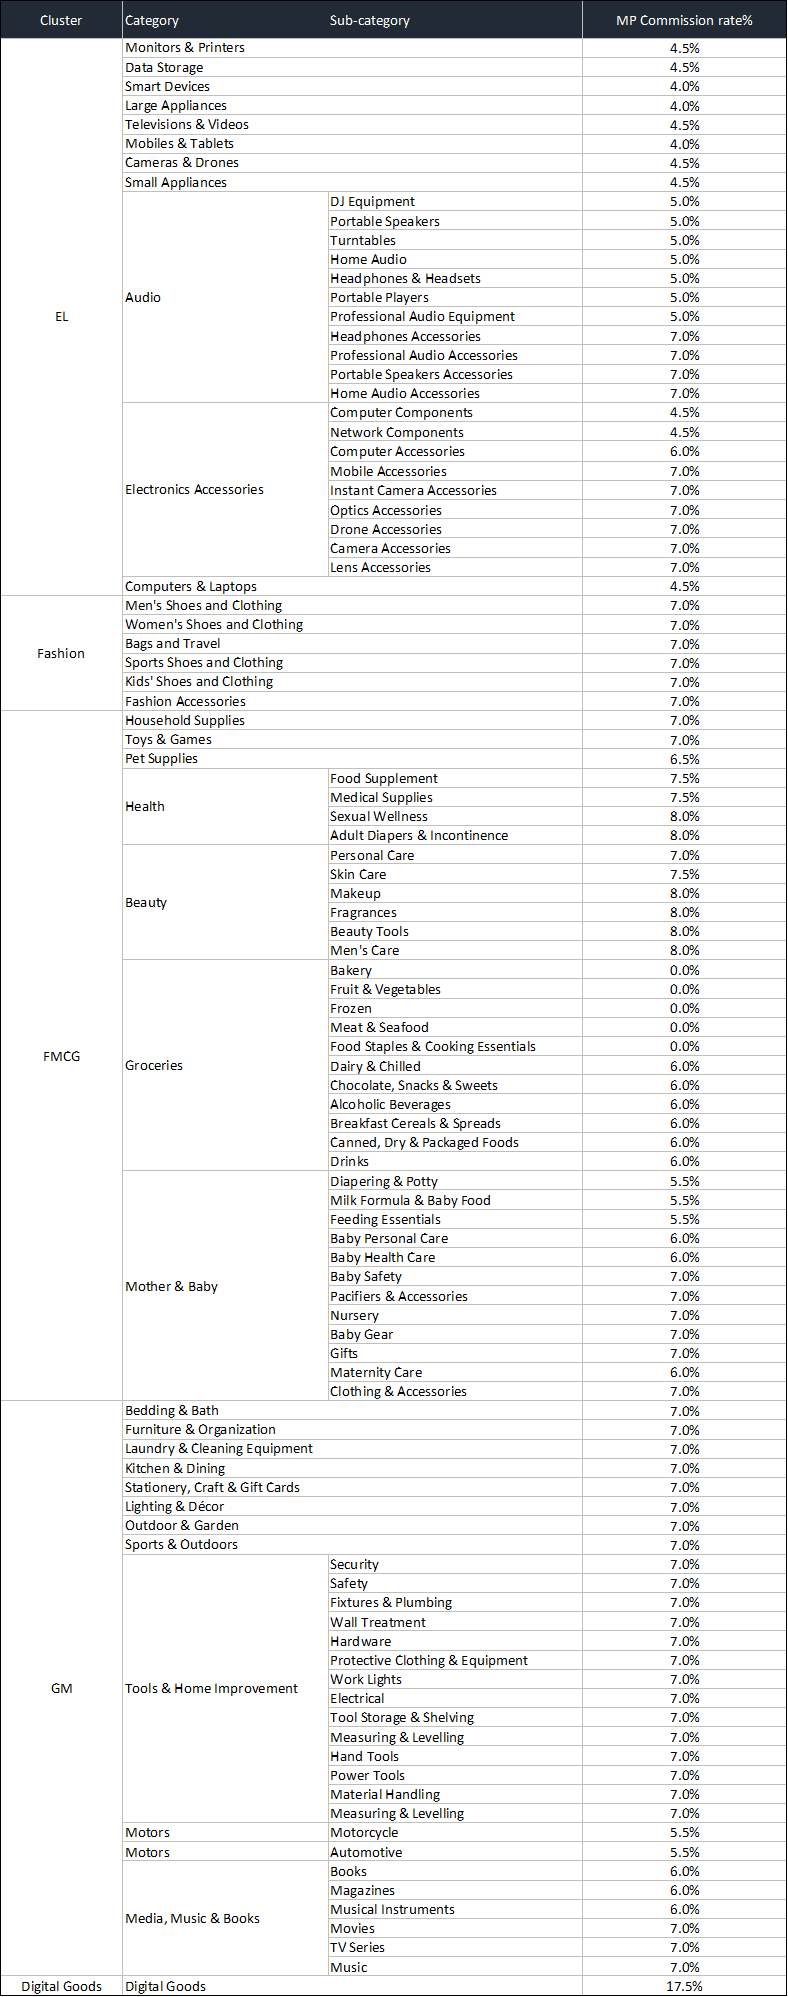 Cluster Category Sub-category MP Commission rate%
Monitors & Printers 4.5%
Data Storage 4.5%
Smart Devices 4.0%
Large Appliances 4.0%
Televisions & Videos 4.5%
Mobiles & Tablets 4.0%
Cameras & Drones 4.5%
Small Appliances 4.5%
DJ Equipment 5.0%
Portable Speakers 5.0%
Turntables 5.0%
Home Audio 5.0%
Headphones & Headsets 5.0%
Audio Portable Players 5.0%
EL Professional Audio Equipment 5.0%
Headphones Accessories 7.0%
Professional Audio Accessories 7.0%
Portable Speakers Accessories 7.0%
Home Audio Accessories 7.0%
Computer Components 4.5%
Network Components 4.5%
Computer Accessories 6.0%
Mobile Accessories 7.0%
Electronics Accessories Instant Camera Accessories 7.0%
Optics Accessories 7.0%
Drone Accessories 7.0%
Camera Accessories 7.0%
Lens Accessories 7.0%
Computers & Laptops 4.5%
Men's Shoes and Clothing 7.0%
Women's Shoes and Clothing 7.0%
Bags and Travel 7.0%
Fashion Sports Shoes and Clothing 7.0%
Kids' Shoes and Clothing 7.0%
Fashion Accessories 7.0%
Household Supplies 7.0%
Toys & Games 7.0%
Pet Supplies 6.5%
Food Supplement 7.5%
Medical Supplies 7.5%
Health Sexual Wellness 8.0%
Adult Diapers & Incontinence 8.0%
Personal Care 7.0%
Skin Care 7.5%
Makeup 8.0%
Beauty Fragrances 8.0%
Beauty Tools 8.0%
Men's Care 8.0%
Bakery 0.0%
Fruit & Vegetables 0.0%
Frozen 0.0%
Meat & Seafood 0.0%
FMCG Food Staples & Cooking Essentials 0.0%
Groceries Dairy & Chilled 6.0%
Chocolate, Snacks & Sweets 6.0%
Alcoholic Beverages 6.0%
Breakfast Cereals & Spreads 6.0%
Canned, Dry & Packaged Foods 6.0%
Drinks 6.0%
Diapering & Potty 5.5%
Milk Formula & Baby Food 5.5%
Feeding Essentials 5.5%
Baby Personal Care 6.0%
Baby Health Care 6.0%
Baby Safety 7.0%
Mother & Baby Pacifiers & Accessories 7.0%
Nursery 7.0%
Baby Gear 7.0%
Gifts 7.0%
Maternity Care 6.0%
Clothing & Accessories 7.0%
Bedding & Bath 7.0%
Furniture & Organization 7.0%
Laundry & Cleaning Equipment 7.0%
Kitchen & Dining 7.0%
Stationery, Craft & Gift Cards 7.0%
Lighting & Décor 7.0%
Outdoor & Garden 7.0%
Sports & Outdoors 7.0%
Security 7.0%
Safety 7.0%
Fixtures & Plumbing 7.0%
Wall Treatment 7.0%
Hardware 7.0%
Protective Clothing & Equipment 7.0%
Work Lights 7.0%
GM Tools & Home Improvement Electrical 7.0%
Tool Storage & Shelving 7.0%
Measuring & Levelling 7.0%
Hand Tools 7.0%
Power Tools 7.0%
Material Handling 7.0%
Measuring & Levelling 7.0%
Motors Motorcycle 5.5%
Motors Automotive 5.5%
Books 6.0%
Magazines 6.0%
Musical Instruments 6.0%
Media, Music & Books Movies 7.0%
TV Series 7.0%
Music 7.0%
Digital Goods Digital Goods 17.5%